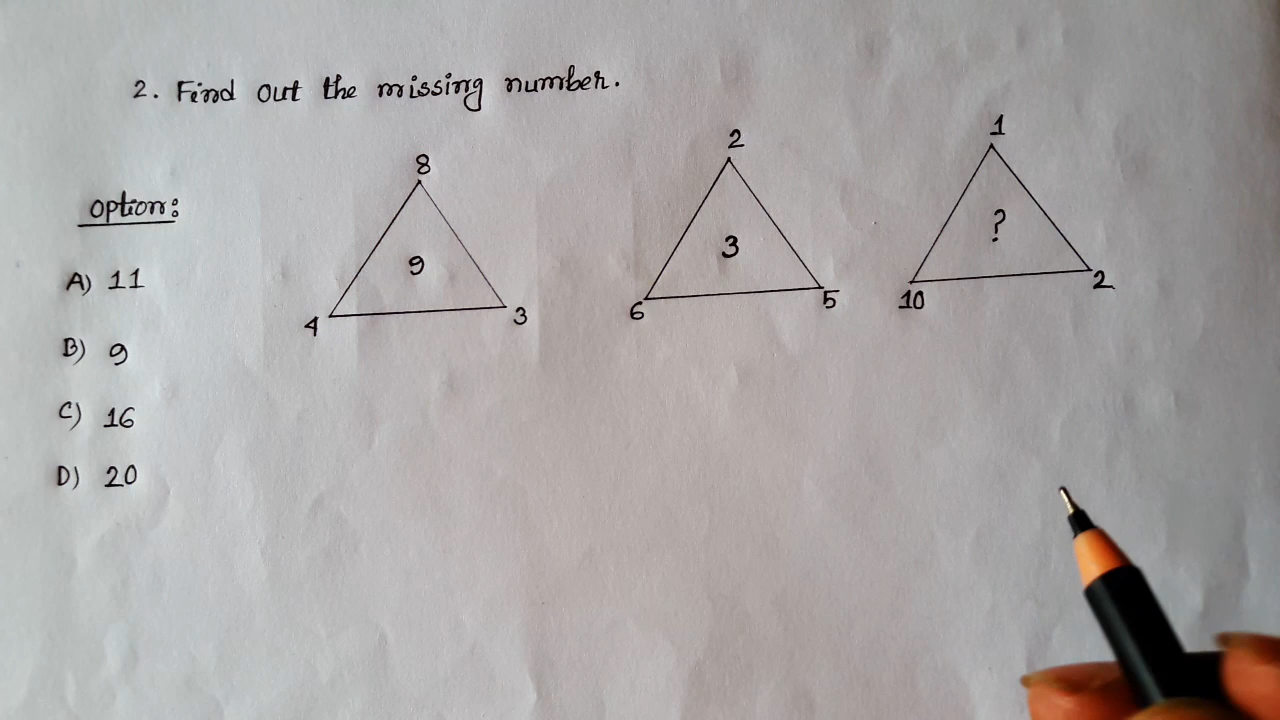 2. Find out the missing number.
option:
A) 11
B) 9
C) 16
D) 20
8
9
4 3
2
3
6 5
1
?
10 2